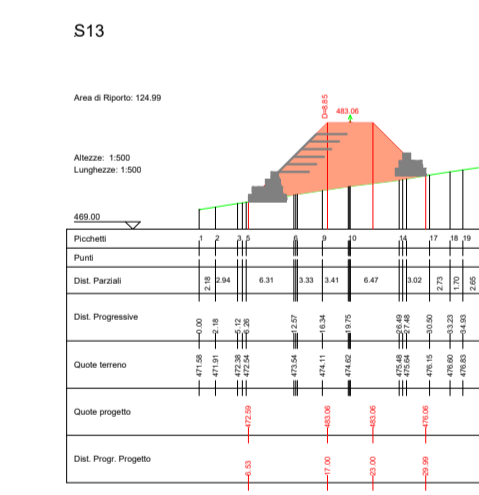 S13
Area di Riporto: 124.99
D=8.85
483.06
Altezze: 1:500
Lunghezze: 1:500
469.00
Picchetti 1 2 3 5 6 9 10 14 17 18 19
Punti
Dist. Parziali 2.18 2.94 6.31 3.33 3.41 6.47 3.02 2.73 1.70 2.65
Dist. Progressive 0.00 2.18 5.12 6.26 12.57 16.34 19.75 26.49 27.48 30.50 33.23 34.93
Quote terreno 471.58 471.91 472.38 472.54 473.54 474.11 474.62 475.48 475.64 476.15 476.60 476.83
Quote progetto 472.59 483.06 483.06 476.06
Dist. Progr. Progetto 6.53 17.00 23.00 29.99